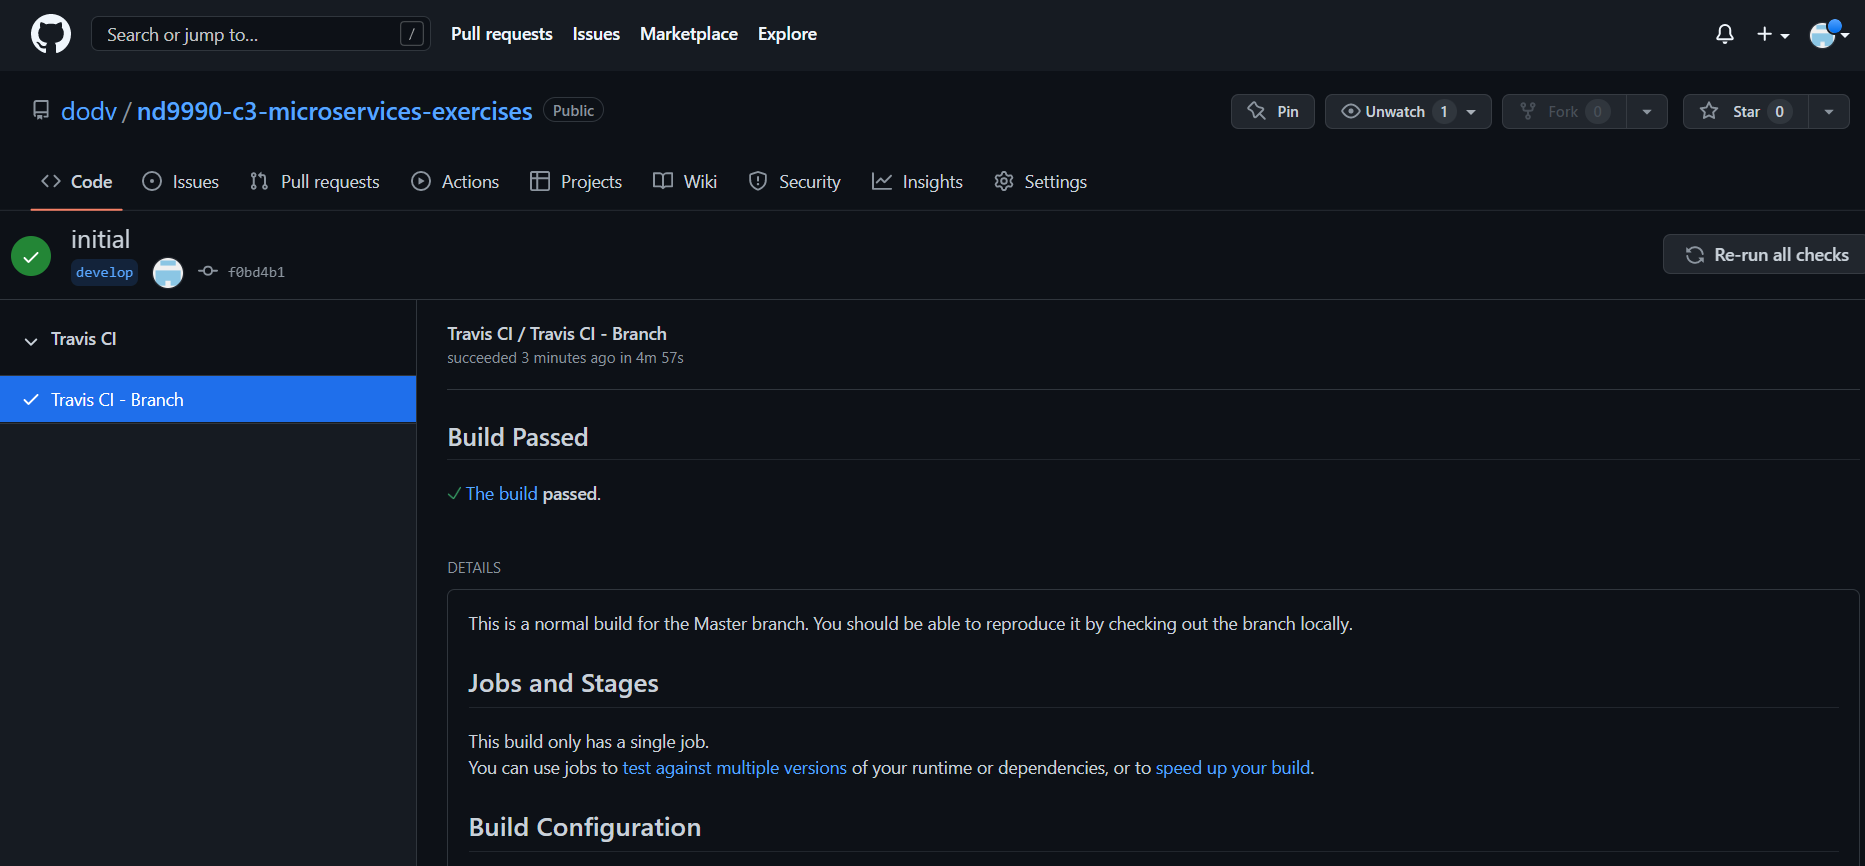 Search or jump to... /
Pull requests Issues Marketplace Explore
dodv / nd9990-c3-microservices-exercises Public
Pin Unwatch 1 Fork 0 Star 0
Code Issues Pull requests Actions Projects Wiki Security Insights Settings
initial
develop f0bd4b1
Re-run all checks
Travis CI
Travis CI - Branch
Travis CI / Travis CI - Branch
succeeded 3 minutes ago in 4m 57s
Build Passed
The build passed.
DETAILS
This is a normal build for the Master branch. You should be able to reproduce it by checking out the branch locally.
Jobs and Stages
This build only has a single job.
You can use jobs to test against multiple versions of your runtime or dependencies, or to speed up your build.
Build Configuration